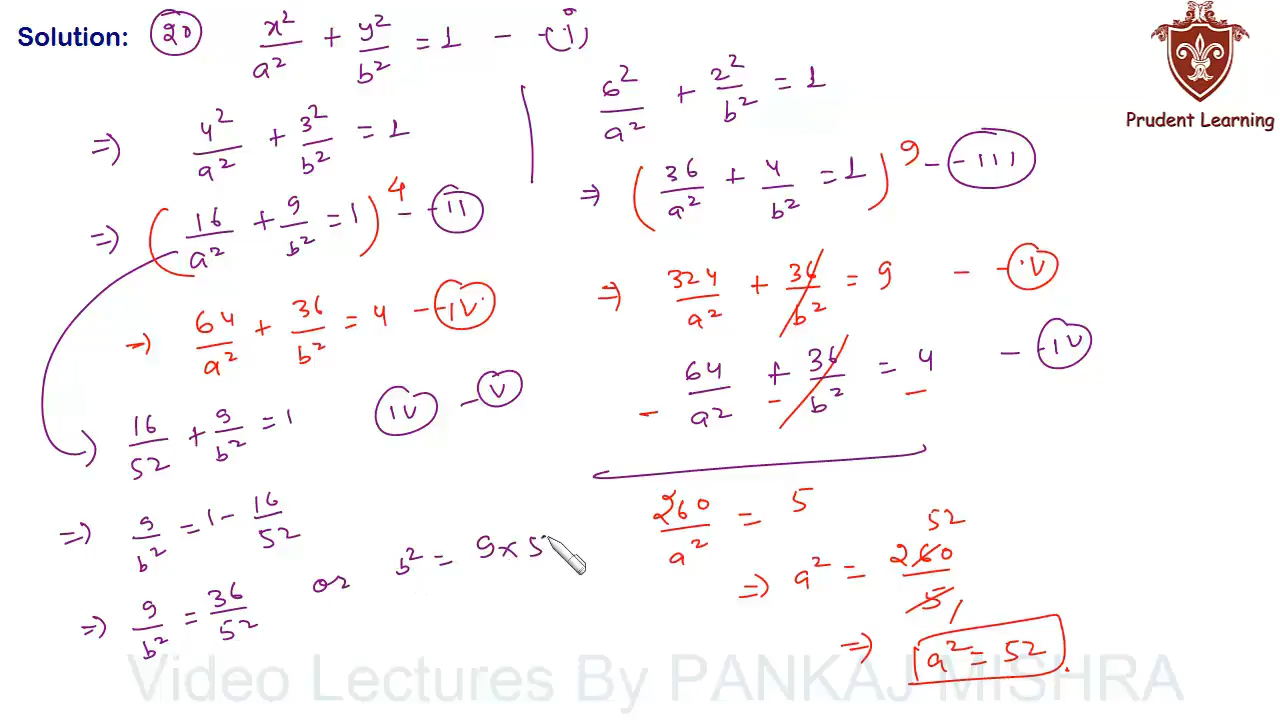 Solution: (20) x²/a² + y²/b² = 1 - -(i)
⇒ 4²/a² + 3²/b² = 1
⇒ (16/a² + 9/b² = 1)4 - -(II)
⇒ 64/a² + 36/b² = 4 - -(IV)
⇒ 16/52 + 9/b² = 1
(IV) - (V)
⇒ 9/b² = 1 - 16/52
⇒ 9/b² = 36/52 or b² = 9 × 5
6²/a² + 2²/b² = 1
⇒ (36/a² + 4/b² = 1)9 - -(III)
⇒ 324/a² + 36/b² = 9 - -(V)
64/a² + 36/b² = 4 - -(IV)
- - -
260/a² = 5
⇒ a² = 260/5 52 1
⇒ a² = 52.
Prudent Learning
Video Lectures By PANKAJ MISHRA